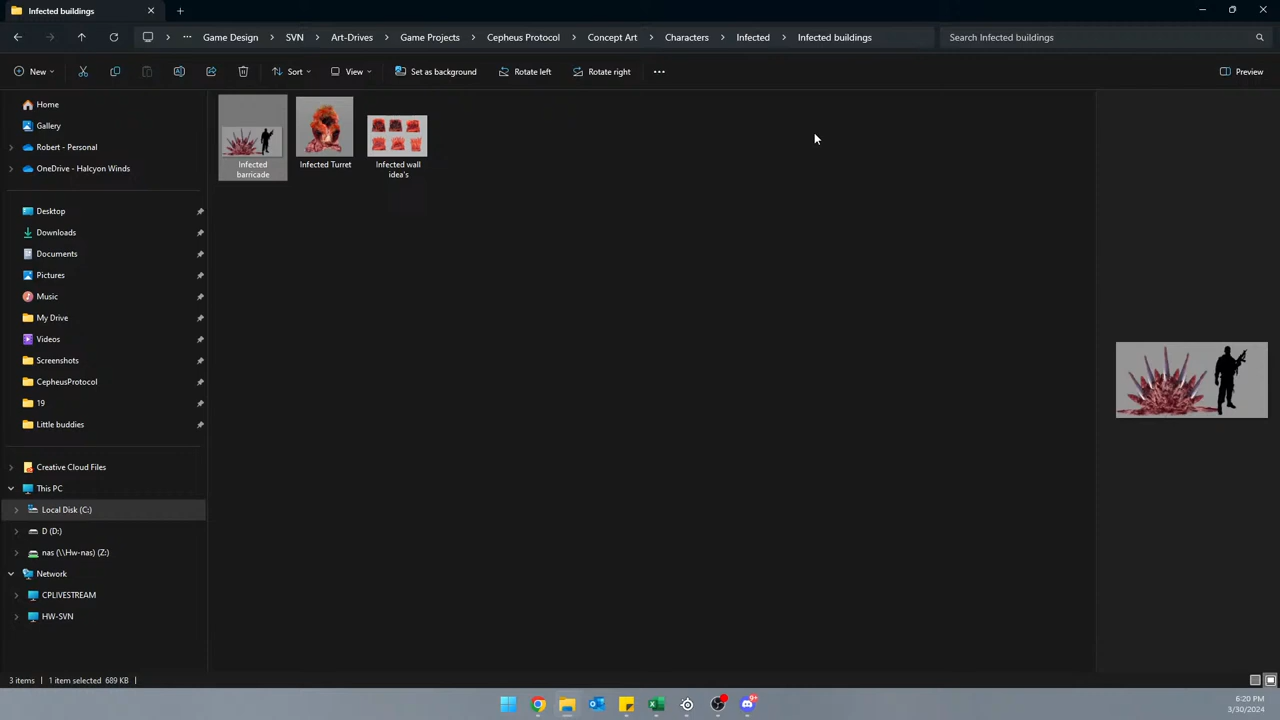 Infected buildings
Game Design > SVN > Art-Drives > Game Projects > Cepheus Protocol > Concept Art > Characters > Infected > Infected buildings
Search Infected buildings
New
Sort
View
Set as background
Rotate left
Rotate right
Preview
Home
Gallery
Robert - Personal
OneDrive - Halcyon Winds
Desktop
Downloads
Documents
Pictures
Music
My Drive
Videos
Screenshots
CepheusProtocol
19
Little buddies
Creative Cloud Files
This PC
Local Disk (C:)
D (D:)
nas (\\Hw-nas) (Z:)
Network
CPLIVESTREAM
HW-SVN
Infected
barricade
Infected Turret
Infected wall
idea's
3 items
1 item selected 689 KB
9+
6:20 PM
3/30/2024